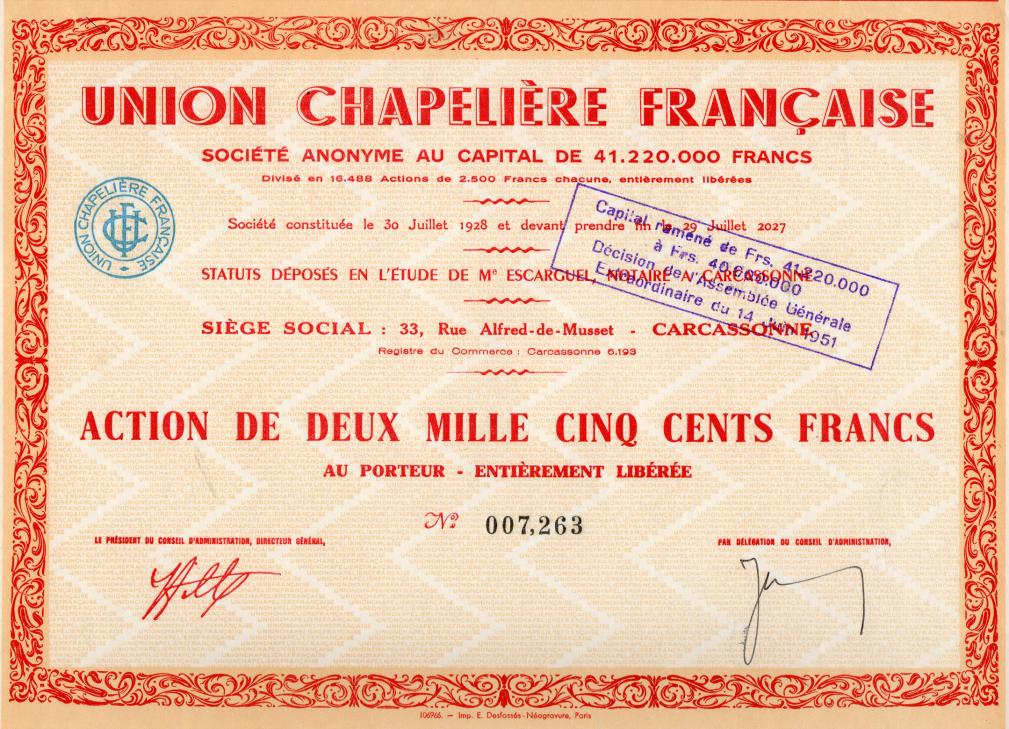 UNION CHAPELIÈRE FRANÇAISE
SOCIÉTÉ ANONYME AU CAPITAL DE 41.220.000 FRANCS
Divisé en 16.488 Actions de 2.500 Francs chacune, entièrement libérées
UNION CHAPELIÈRE FRANÇAISE
Société constituée le 30 Juillet 1928 et devant prendre fin le 29 Juillet 2027
Capital ramené de Frs. 41.220.000
à Frs. 40.000.000
Décision de l'Assemblée Générale
Extraordinaire du 14 Juin 1951
STATUTS DÉPOSÉS EN L'ÉTUDE DE Me ESCARGUEL, NOTAIRE A CARCASSONNE
SIÈGE SOCIAL : 33, Rue Alfred-de-Musset - CARCASSONNE
Registre du Commerce : Carcassonne 6.193
ACTION DE DEUX MILLE CINQ CENTS FRANCS
AU PORTEUR - ENTIÈREMENT LIBÉRÉE
No 007,263
LE PRÉSIDENT DU CONSEIL D'ADMINISTRATION, DIRECTEUR GÉNÉRAL,
PAR DÉLÉGATION DU CONSEIL D'ADMINISTRATION,
106966. — Imp. E. Desfossés-Néogravure, Paris